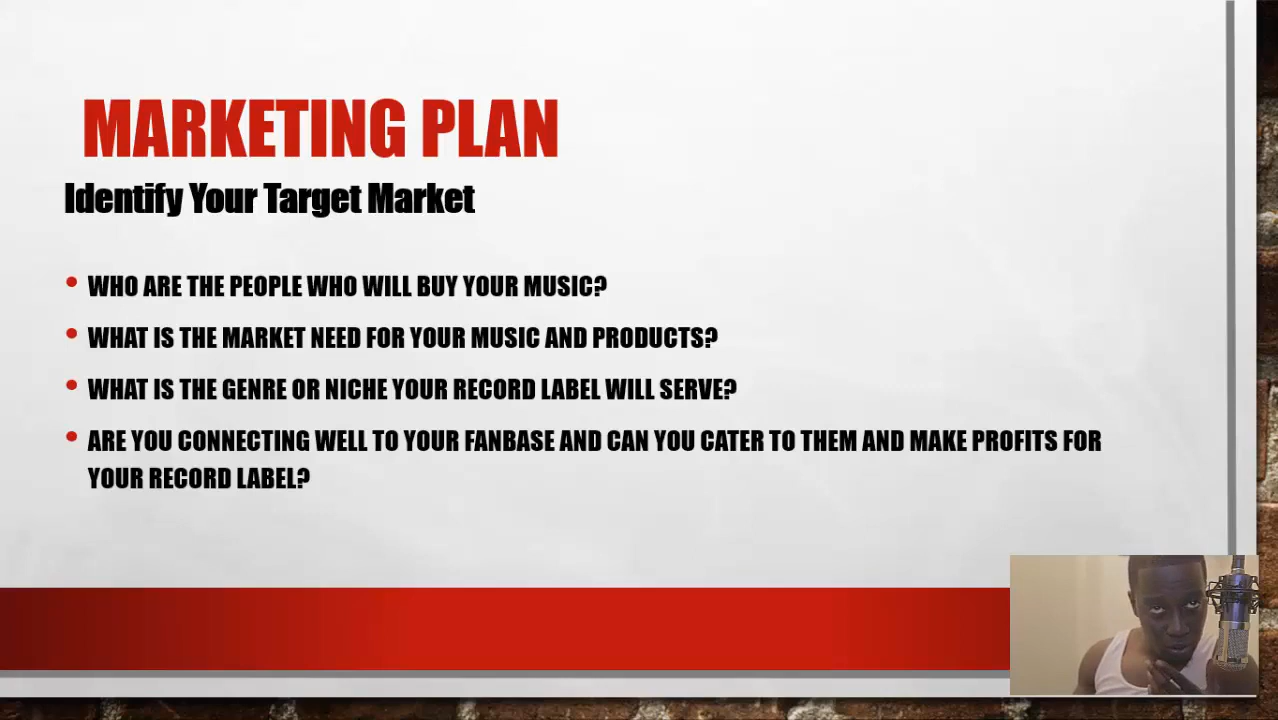 MARKETING PLAN
Identify Your Target Market
• WHO ARE THE PEOPLE WHO WILL BUY YOUR MUSIC?
• WHAT IS THE MARKET NEED FOR YOUR MUSIC AND PRODUCTS?
• WHAT IS THE GENRE OR NICHE YOUR RECORD LABEL WILL SERVE?
• ARE YOU CONNECTING WELL TO YOUR FANBASE AND CAN YOU CATER TO THEM AND MAKE PROFITS FOR
YOUR RECORD LABEL?